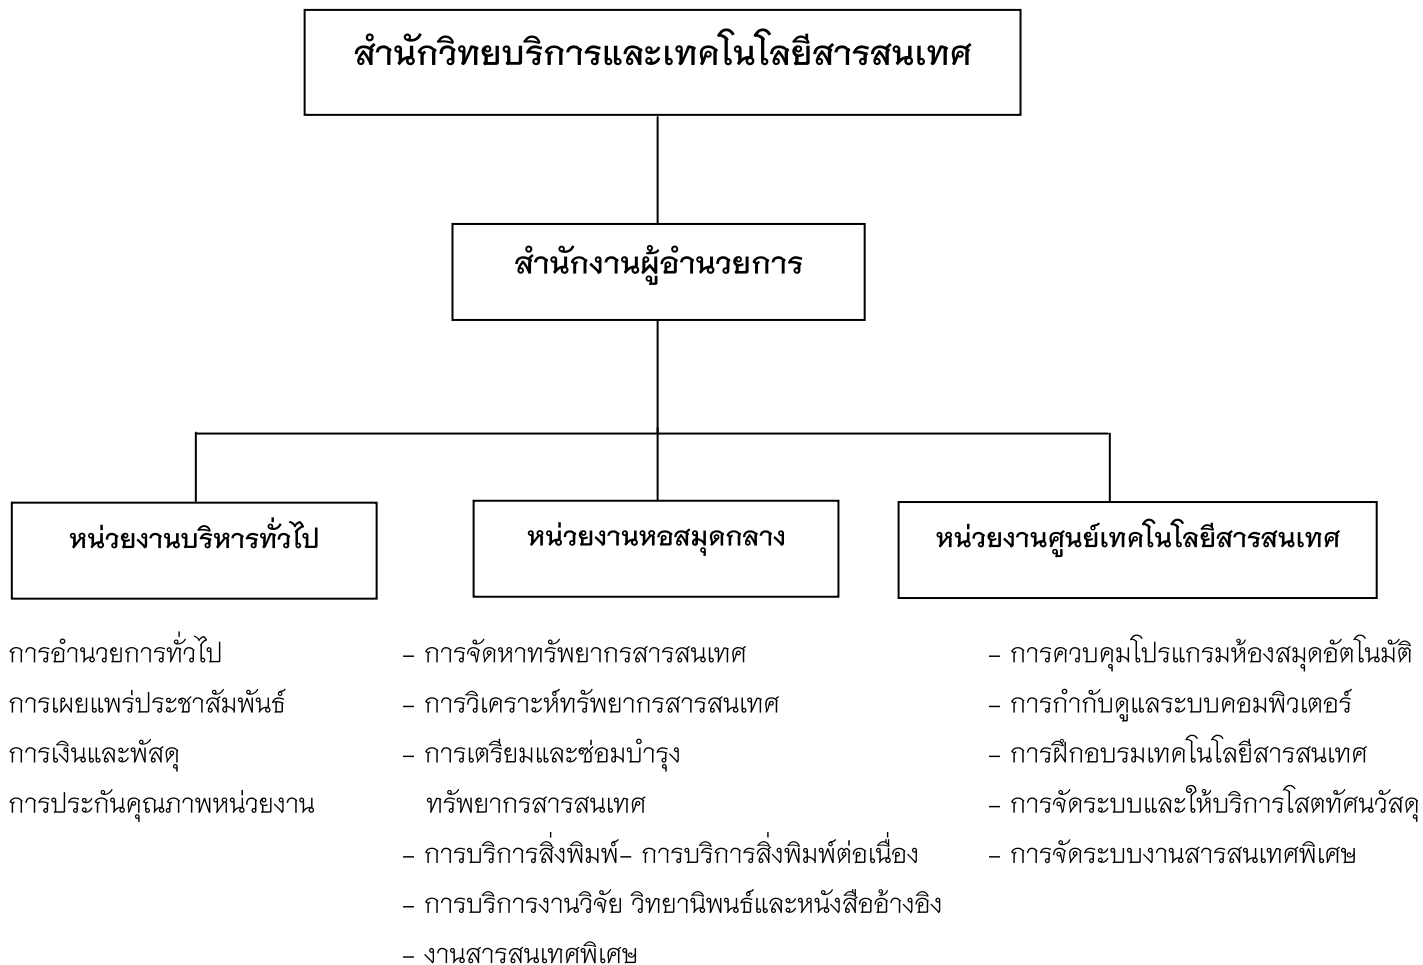 สำนักวิทยบริการและเทคโนโลยีสารสนเทศ
สำนักงานผู้อำนวยการ
หน่วยงานบริหารทั่วไป
การอำนวยการทั่วไป
การเผยแพร่ประชาสัมพันธ์
การเงินและพัสดุ
การประกันคุณภาพหน่วยงาน
หน่วยงานหอสมุดกลาง
- การจัดหาทรัพยากรสารสนเทศ
- การวิเคราะห์ทรัพยากรสารสนเทศ
- การเตรียมและซ่อมบำรุง
ทรัพยากรสารสนเทศ
- การบริการสิ่งพิมพ์- การบริการสิ่งพิมพ์ต่อเนื่อง
- การบริการงานวิจัย วิทยานิพนธ์และหนังสืออ้างอิง
- งานสารสนเทศพิเศษ
หน่วยงานศูนย์เทคโนโลยีสารสนเทศ
- การควบคุมโปรแกรมห้องสมุดอัตโนมัติ
- การกำกับดูแลระบบคอมพิวเตอร์
- การฝึกอบรมเทคโนโลยีสารสนเทศ
- การจัดระบบและให้บริการโสตทัศนวัสดุ
- การจัดระบบงานสารสนเทศพิเศษ